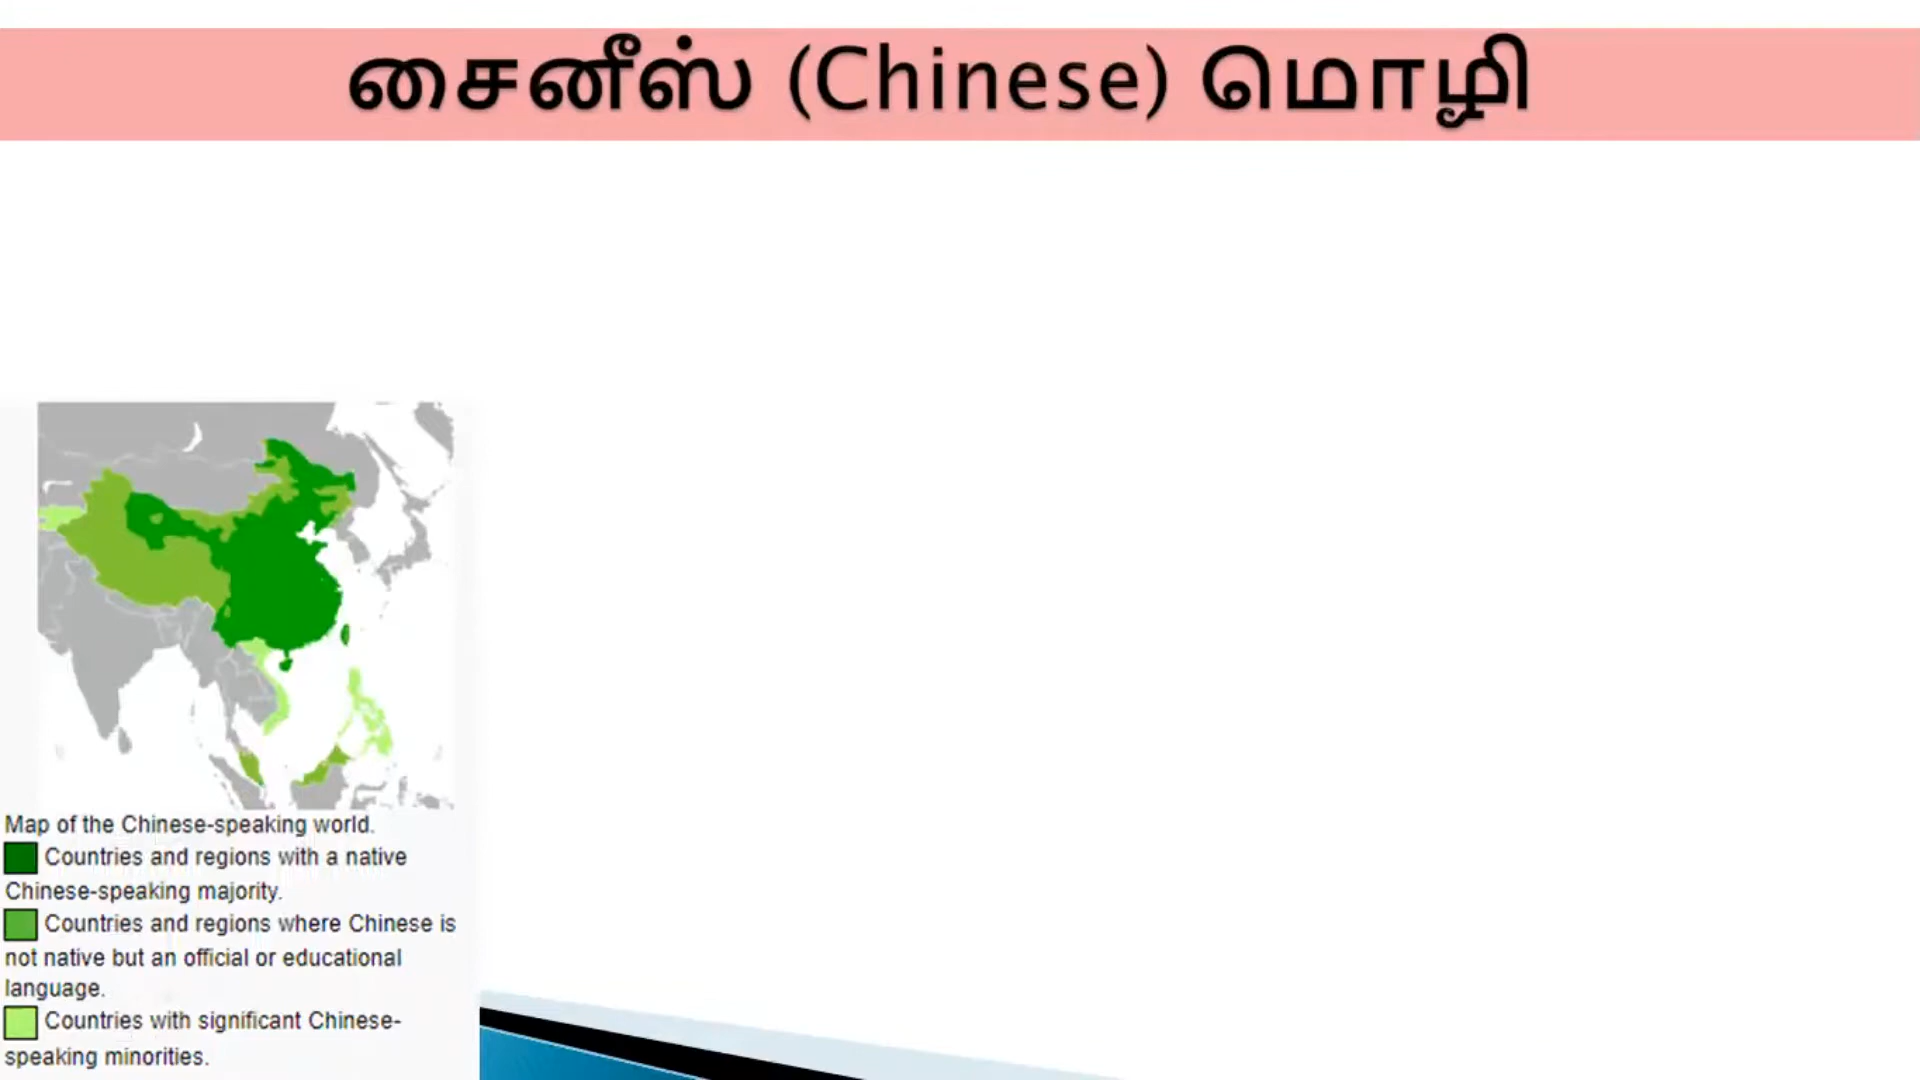 சைனீஸ் (Chinese) மொழி
Map of the Chinese-speaking world.
Countries and regions with a native
Chinese-speaking majority.
Countries and regions where Chinese is
not native but an official or educational
language.
Countries with significant Chinese-
speaking minorities.